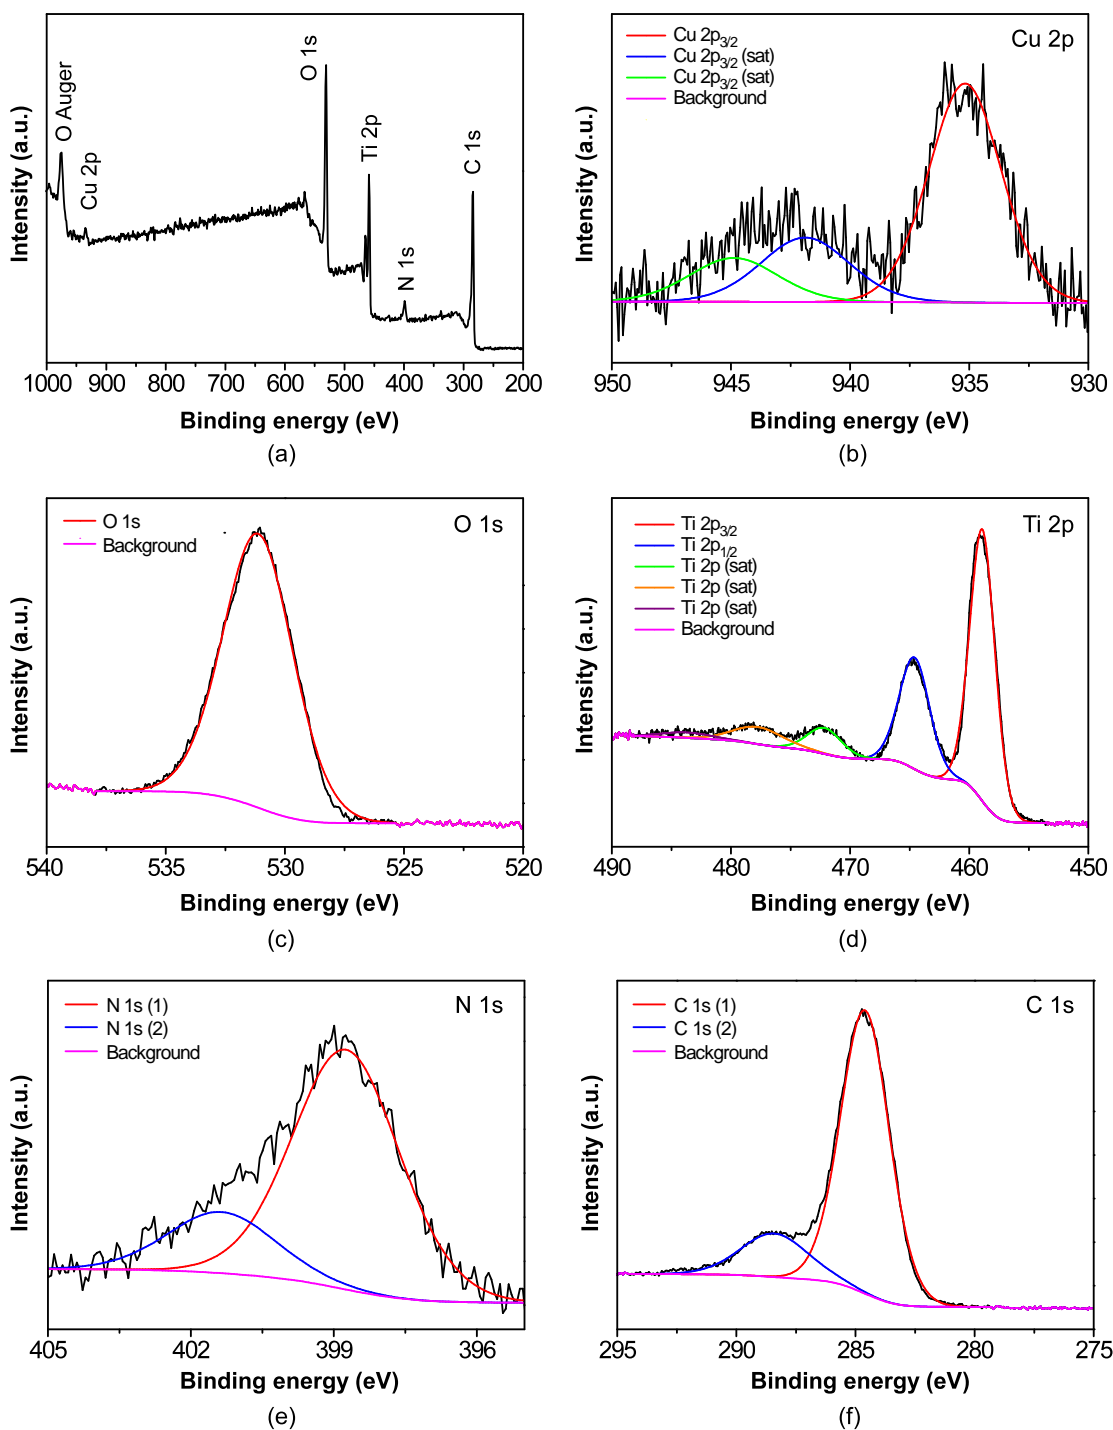 O Auger
Cu 2p
O 1s
Ti 2p
N 1s
C 1s
Intensity (a.u.)
1000 900 800 700 600 500 400 300 200
Binding energy (eV)
(a)
Cu 2p
Cu 2p3/2
Cu 2p3/2 (sat)
Cu 2p3/2 (sat)
Background
Intensity (a.u.)
950 945 940 935 930
Binding energy (eV)
(b)
O 1s
O 1s
Background
Intensity (a.u.)
540 535 530 525 520
Binding energy (eV)
(c)
Ti 2p
Ti 2p3/2
Ti 2p1/2
Ti 2p (sat)
Ti 2p (sat)
Ti 2p (sat)
Background
Intensity (a.u.)
490 480 470 460 450
Binding energy (eV)
(d)
N 1s
N 1s (1)
N 1s (2)
Background
Intensity (a.u.)
405 402 399 396
Binding energy (eV)
(e)
C 1s
C 1s (1)
C 1s (2)
Background
Intensity (a.u.)
295 290 285 280 275
Binding energy (eV)
(f)